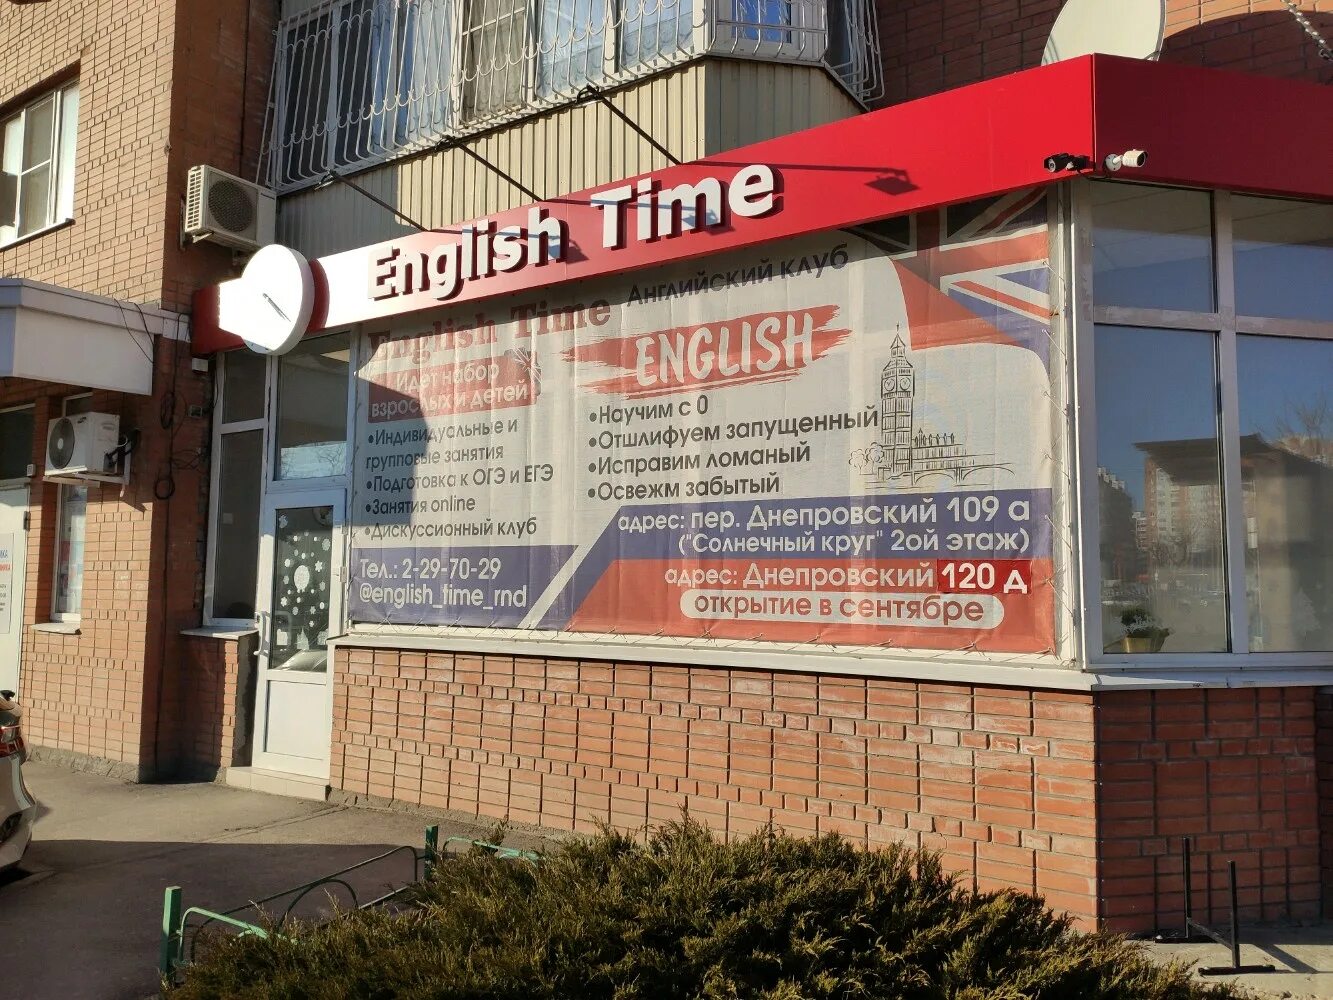 English Time
English Time
Английский клуб
Идет набор
взрослых и детей
•Индивидуальные и
групповые занятия
•Подготовка к ОГЭ и ЕГЭ
•Занятия online
•Дискуссионный клуб
Тел.: 2-29-70-29
@english_time_rnd
ENGLISH
•Научим с 0
•Отшлифуем запущенный
•Исправим ломаный
•Освежм забытый
адрес: пер. Днепровский 109 а
("Солнечный круг" 2ой этаж)
адрес: Днепровский 120 д
открытие в сентябре